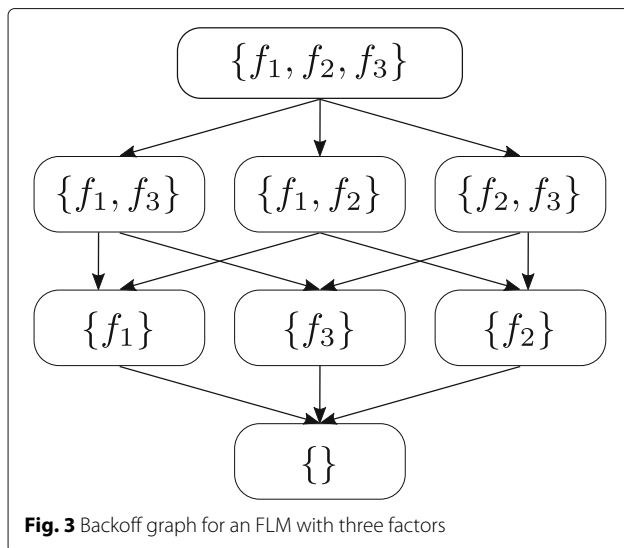 {f₁, f₂, f₃}
{f₁, f₃} {f₁, f₂} {f₂, f₃}
{f₁} {f₃} {f₂}
{}
Fig. 3 Backoff graph for an FLM with three factors